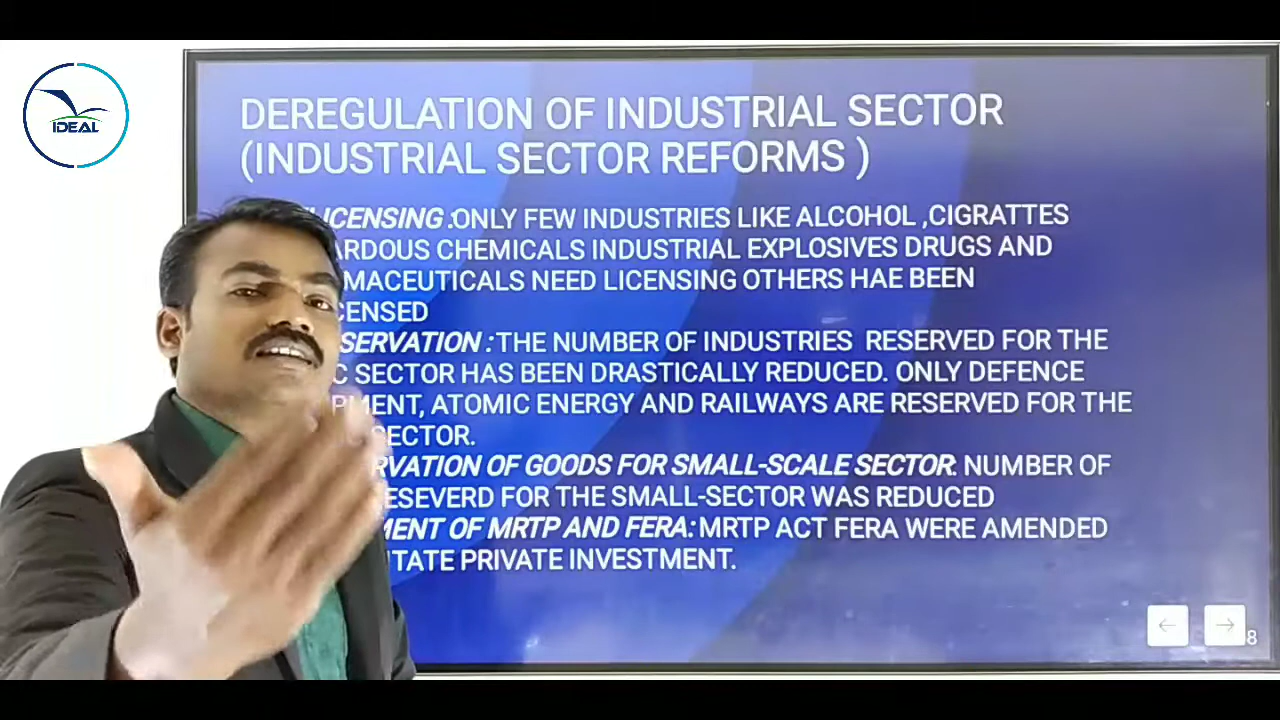 IDEAL
DEREGULATION OF INDUSTRIAL SECTOR
(INDUSTRIAL SECTOR REFORMS )
LICENSING :ONLY FEW INDUSTRIES LIKE ALCOHOL ,CIGRATTES
ARDOUS CHEMICALS INDUSTRIAL EXPLOSIVES DRUGS AND
MACEUTICALS NEED LICENSING OTHERS HAE BEEN
CENSED
SERVATION : THE NUMBER OF INDUSTRIES RESERVED FOR THE
C SECTOR HAS BEEN DRASTICALLY REDUCED. ONLY DEFENCE
PMENT, ATOMIC ENERGY AND RAILWAYS ARE RESERVED FOR THE
SECTOR.
RVATION OF GOODS FOR SMALL-SCALE SECTOR. NUMBER OF
ESEVERD FOR THE SMALL-SECTOR WAS REDUCED
MENT OF MRTP AND FERA: MRTP ACT FERA WERE AMENDED
ITATE PRIVATE INVESTMENT.
8